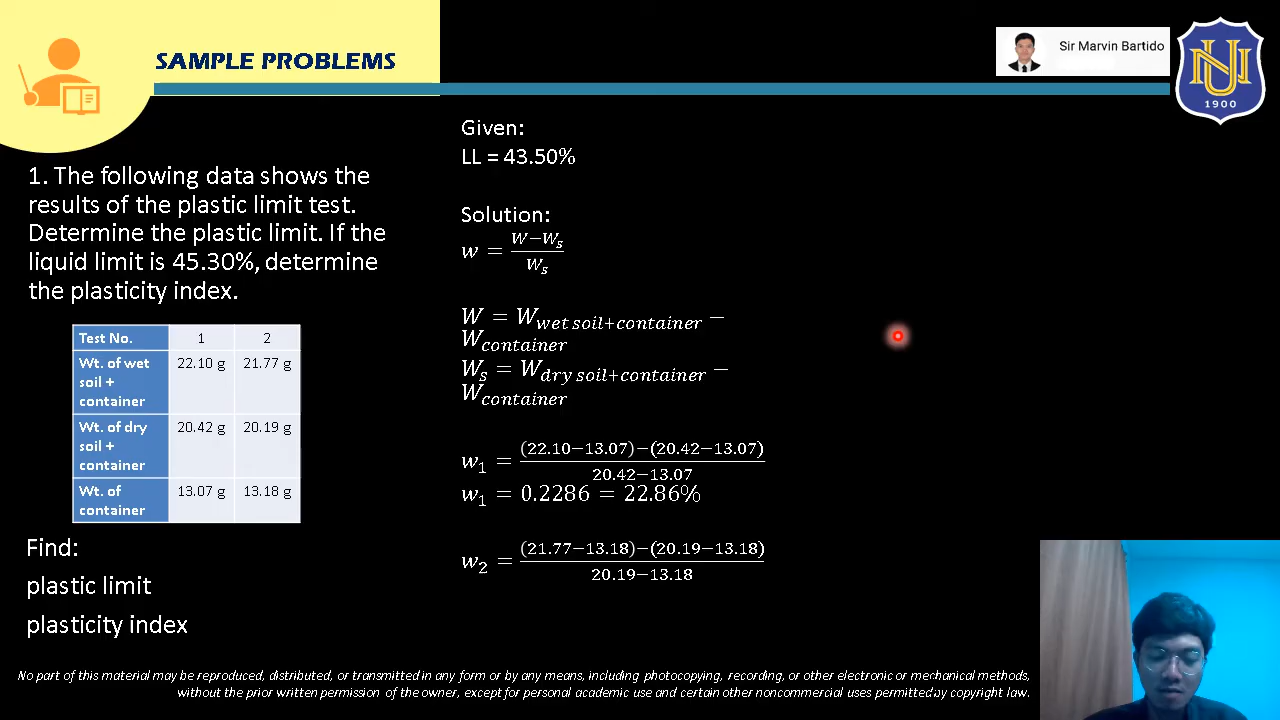 SAMPLE PROBLEMS
Sir Marvin Bartido
NU
1900
1. The following data shows the
results of the plastic limit test.
Determine the plastic limit. If the
liquid limit is 45.30%, determine
the plasticity index.
Test No. 1 2
Wt. of wet soil + container 22.10 g 21.77 g
Wt. of dry soil + container 20.42 g 20.19 g
Wt. of container 13.07 g 13.18 g
Find:
plastic limit
plasticity index
Given:
LL = 43.50%
Solution:
w = (W−Wₛ)/Wₛ
W = W_wet soil+container −
W_container
Wₛ = W_dry soil+container −
W_container
w₁ = ((22.10−13.07)−(20.42−13.07))/(20.42−13.07)
w₁ = 0.2286 = 22.86%
w₂ = ((21.77−13.18)−(20.19−13.18))/(20.19−13.18)
No part of this material may be reproduced, distributed, or transmitted in any form or by any means, including photocopying, recording, or other electronic or mechanical methods,
without the prior written permission of the owner, except for personal academic use and certain other noncommercial uses permitted by copyright law.